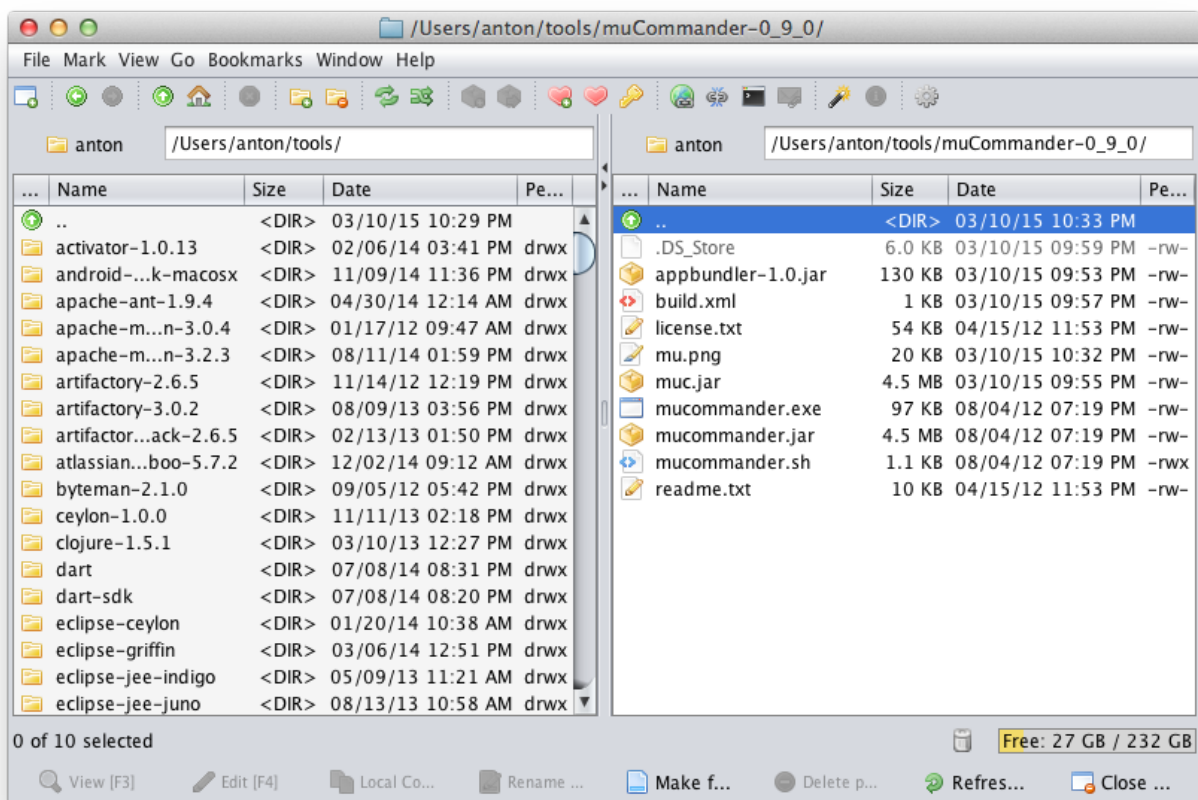 /Users/anton/tools/muCommander-0_9_0/
File Mark View Go Bookmarks Window Help
anton /Users/anton/tools/
... Name Size Date Pe...
.. <DIR> 03/10/15 10:29 PM
activator-1.0.13 <DIR> 02/06/14 03:41 PM drwx
android-...k-macosx <DIR> 11/09/14 11:36 PM drwx
apache-ant-1.9.4 <DIR> 04/30/14 12:14 AM drwx
apache-m...n-3.0.4 <DIR> 01/17/12 09:47 AM drwx
apache-m...n-3.2.3 <DIR> 08/11/14 01:59 PM drwx
artifactory-2.6.5 <DIR> 11/14/12 12:19 PM drwx
artifactory-3.0.2 <DIR> 08/09/13 03:56 PM drwx
artifactor...ack-2.6.5 <DIR> 02/13/13 01:50 PM drwx
atlassian...boo-5.7.2 <DIR> 12/02/14 09:12 AM drwx
byteman-2.1.0 <DIR> 09/05/12 05:42 PM drwx
ceylon-1.0.0 <DIR> 11/11/13 02:18 PM drwx
clojure-1.5.1 <DIR> 03/10/13 12:27 PM drwx
dart <DIR> 07/08/14 08:31 PM drwx
dart-sdk <DIR> 07/08/14 08:20 PM drwx
eclipse-ceylon <DIR> 01/20/14 10:38 AM drwx
eclipse-griffin <DIR> 03/06/14 12:51 PM drwx
eclipse-jee-indigo <DIR> 05/09/13 11:21 AM drwx
eclipse-jee-juno <DIR> 08/13/13 10:58 AM drwx
anton /Users/anton/tools/muCommander-0_9_0/
... Name Size Date Pe...
.. <DIR> 03/10/15 10:33 PM
.DS_Store 6.0 KB 03/10/15 09:59 PM -rw-
appbundler-1.0.jar 130 KB 03/10/15 09:53 PM -rw-
build.xml 1 KB 03/10/15 09:57 PM -rw-
license.txt 54 KB 04/15/12 11:53 PM -rw-
mu.png 20 KB 03/10/15 10:32 PM -rw-
muc.jar 4.5 MB 03/10/15 09:55 PM -rw-
mucommander.exe 97 KB 08/04/12 07:19 PM -rw-
mucommander.jar 4.5 MB 08/04/12 07:19 PM -rw-
mucommander.sh 1.1 KB 08/04/12 07:19 PM -rwx
readme.txt 10 KB 04/15/12 11:53 PM -rw-
0 of 10 selected Free: 27 GB / 232 GB
View [F3] Edit [F4] Local Co... Rename ... Make f... Delete p... Refres... Close ...